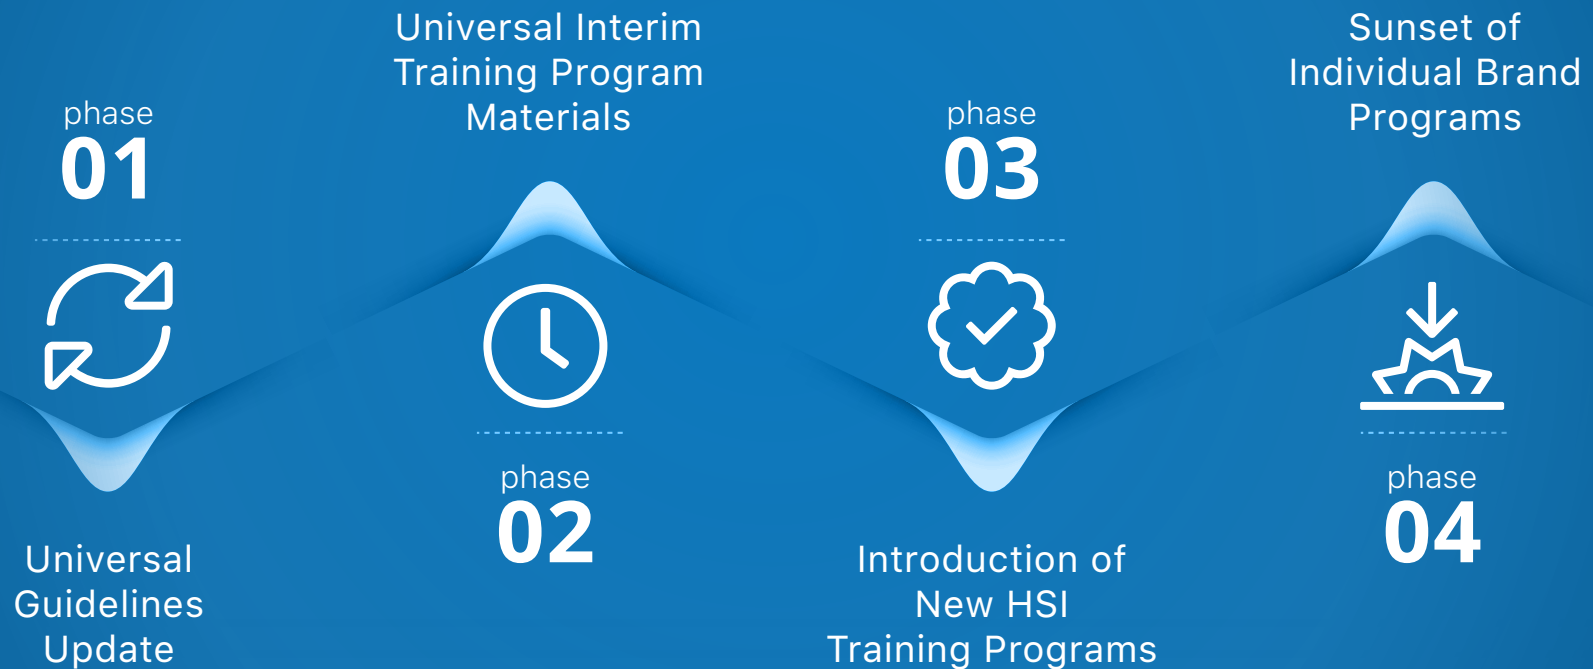 phase
01
Universal
Guidelines
Update
Universal Interim
Training Program
Materials
phase
02
phase
03
Introduction of
New HSI
Training Programs
Sunset of
Individual Brand
Programs
phase
04